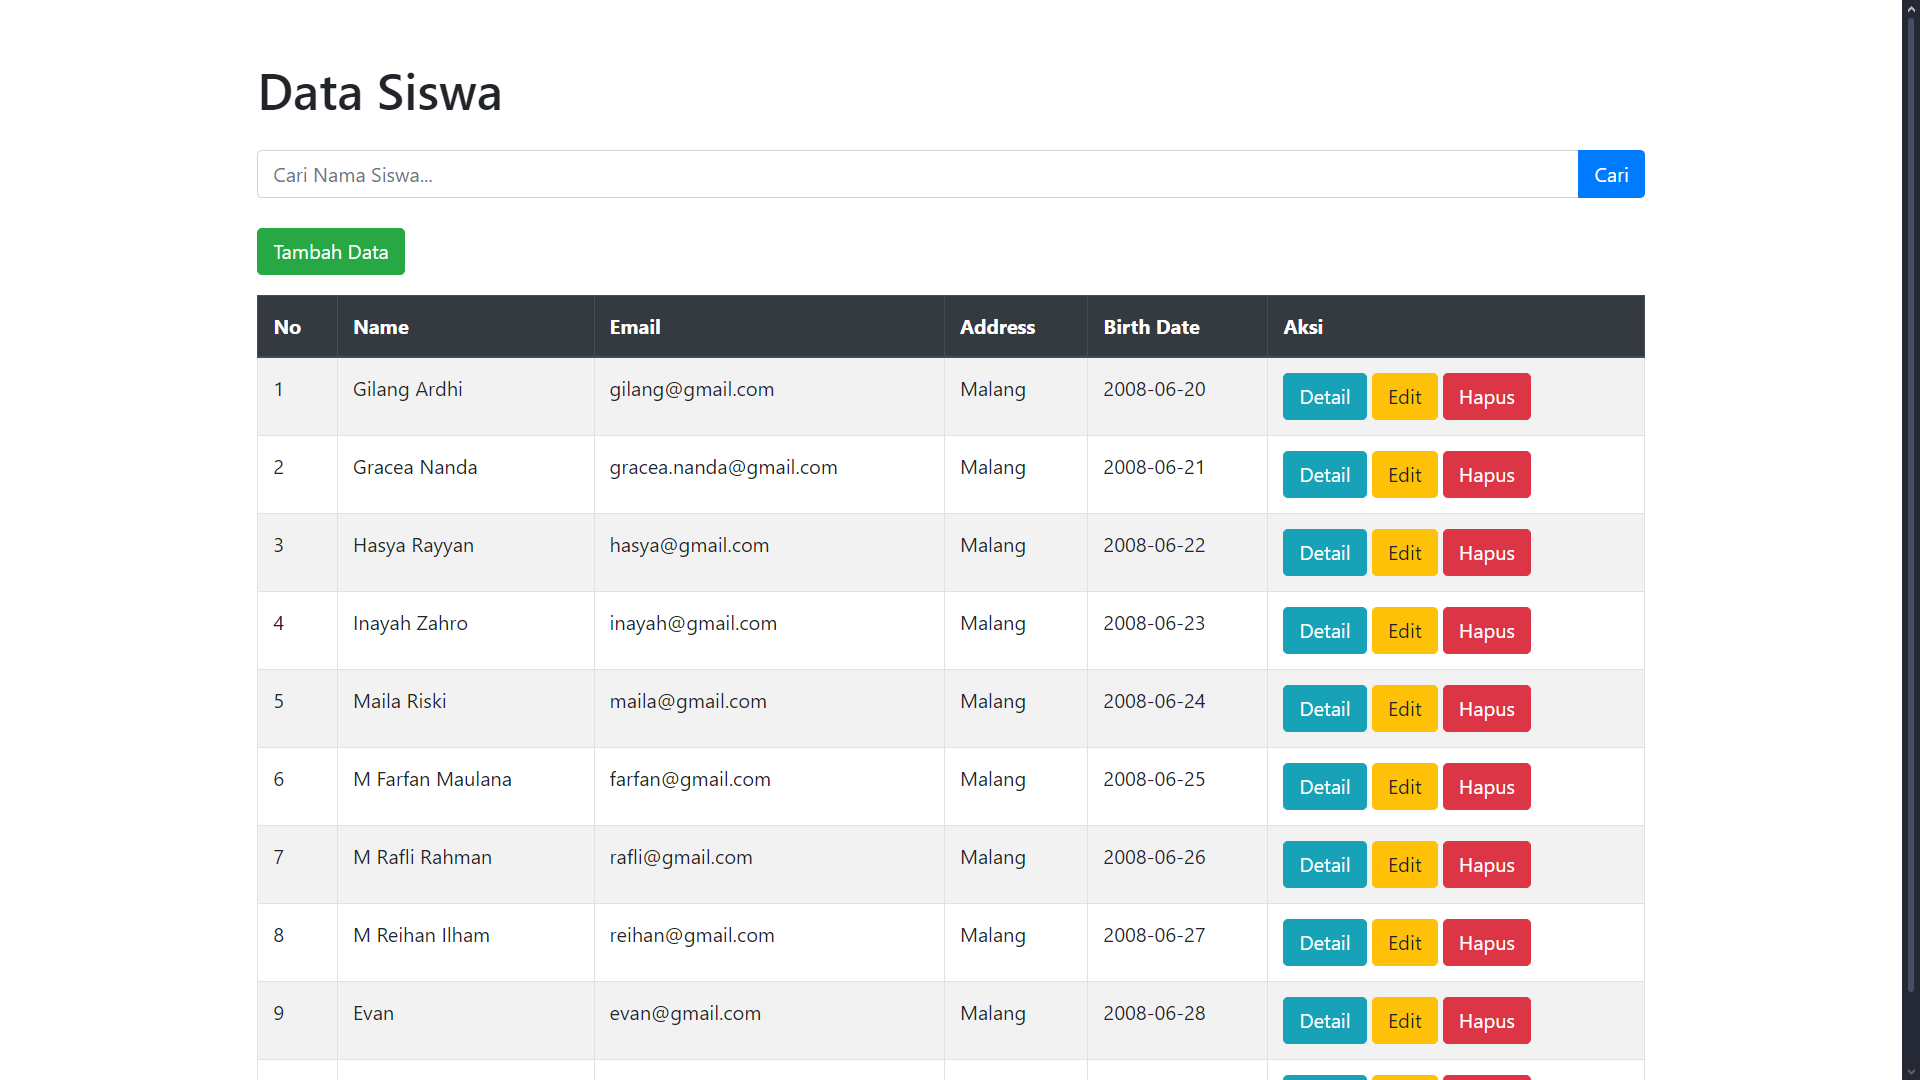 Data Siswa
Cari Nama Siswa...
Cari
Tambah Data
No Name Email Address Birth Date Aksi
1 Gilang Ardhi gilang@gmail.com Malang 2008-06-20 Detail Edit Hapus
2 Gracea Nanda gracea.nanda@gmail.com Malang 2008-06-21 Detail Edit Hapus
3 Hasya Rayyan hasya@gmail.com Malang 2008-06-22 Detail Edit Hapus
4 Inayah Zahro inayah@gmail.com Malang 2008-06-23 Detail Edit Hapus
5 Maila Riski maila@gmail.com Malang 2008-06-24 Detail Edit Hapus
6 M Farfan Maulana farfan@gmail.com Malang 2008-06-25 Detail Edit Hapus
7 M Rafli Rahman rafli@gmail.com Malang 2008-06-26 Detail Edit Hapus
8 M Reihan Ilham reihan@gmail.com Malang 2008-06-27 Detail Edit Hapus
9 Evan evan@gmail.com Malang 2008-06-28 Detail Edit Hapus